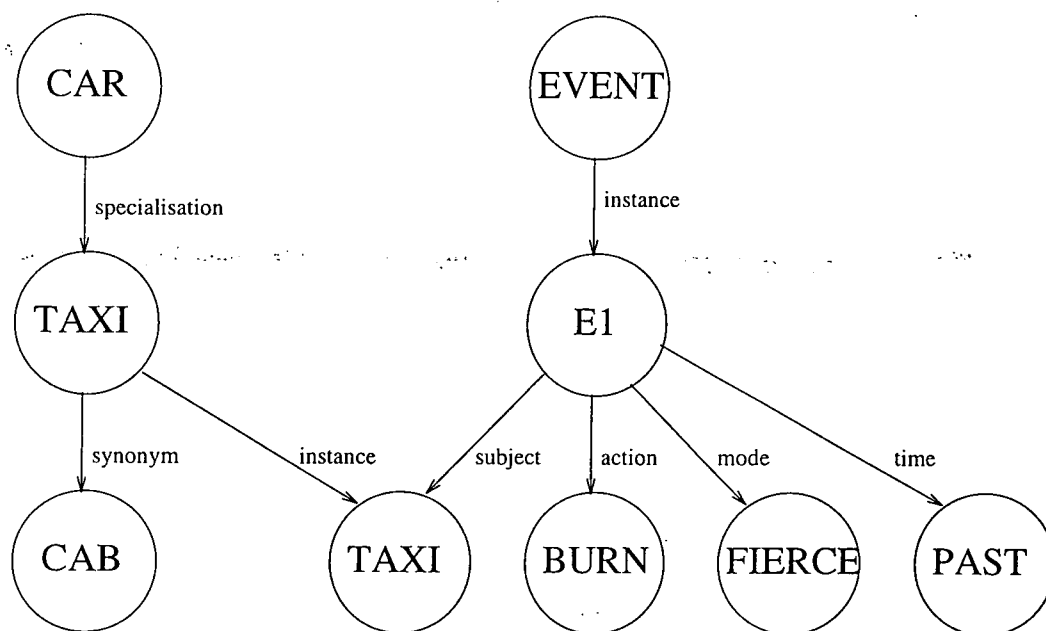 CAR
EVENT
specialisation
instance
TAXI
E1
synonym
instance
subject
action
mode
time
CAB
TAXI
BURN
FIERCE
PAST